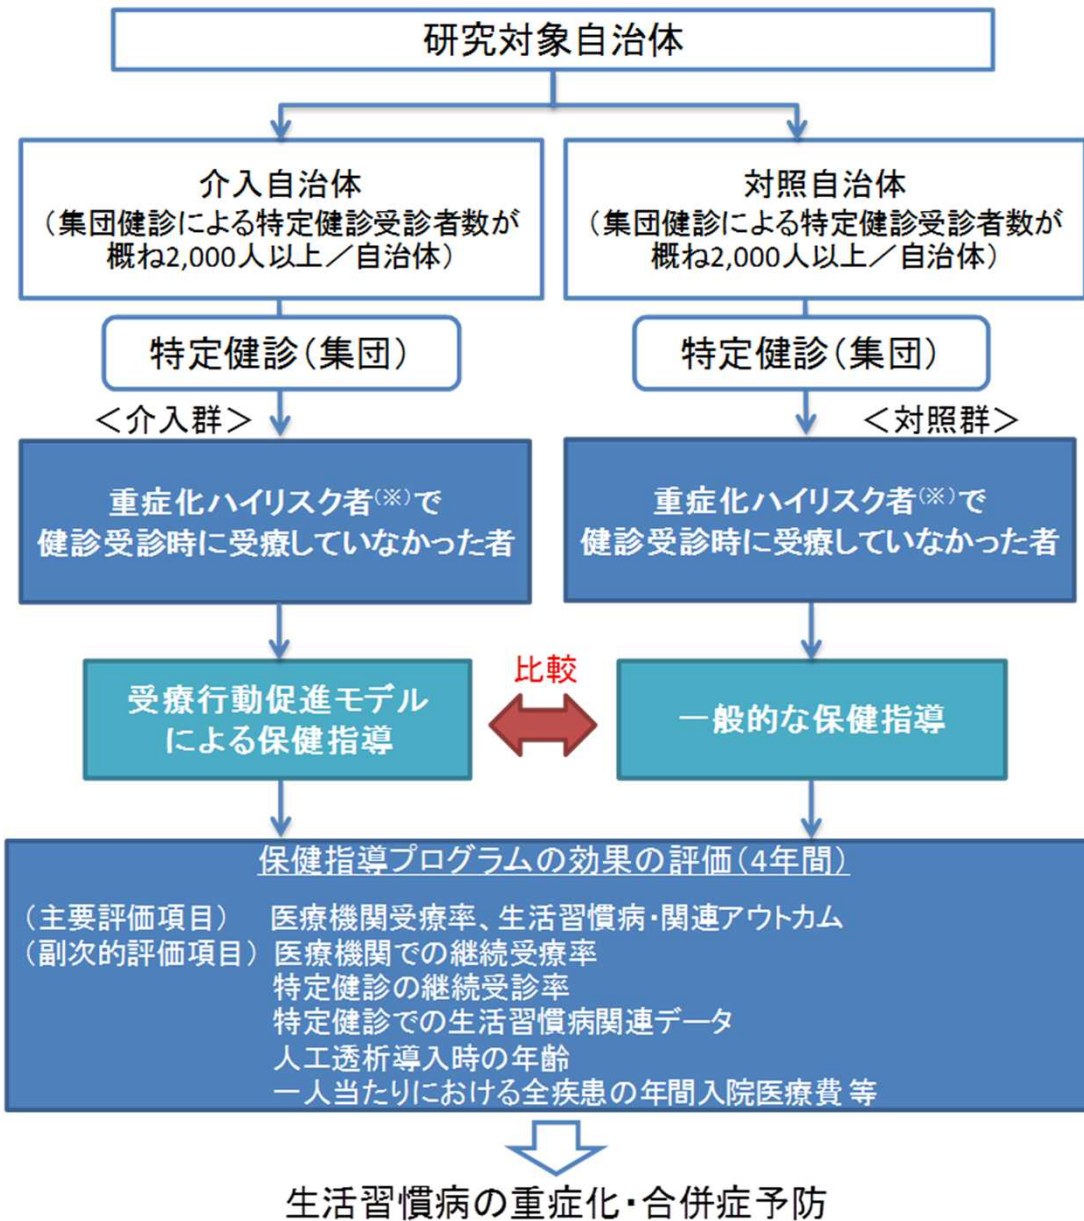 研究対象自治体
介入自治体
（集団健診による特定健診受診者数が
概ね2,000人以上／自治体）
対照自治体
（集団健診による特定健診受診者数が
概ね2,000人以上／自治体）
特定健診（集団）
特定健診（集団）
＜介入群＞
＜対照群＞
重症化ハイリスク者(※)で
健診受診時に受療していなかった者
重症化ハイリスク者(※)で
健診受診時に受療していなかった者
受療行動促進モデル
による保健指導
比較
一般的な保健指導
保健指導プログラムの効果の評価（4年間）
（主要評価項目） 医療機関受療率、生活習慣病・関連アウトカム
（副次的評価項目）医療機関での継続受療率
特定健診の継続受診率
特定健診での生活習慣病関連データ
人工透析導入時の年齢
一人当たりにおける全疾患の年間入院医療費 等
生活習慣病の重症化・合併症予防